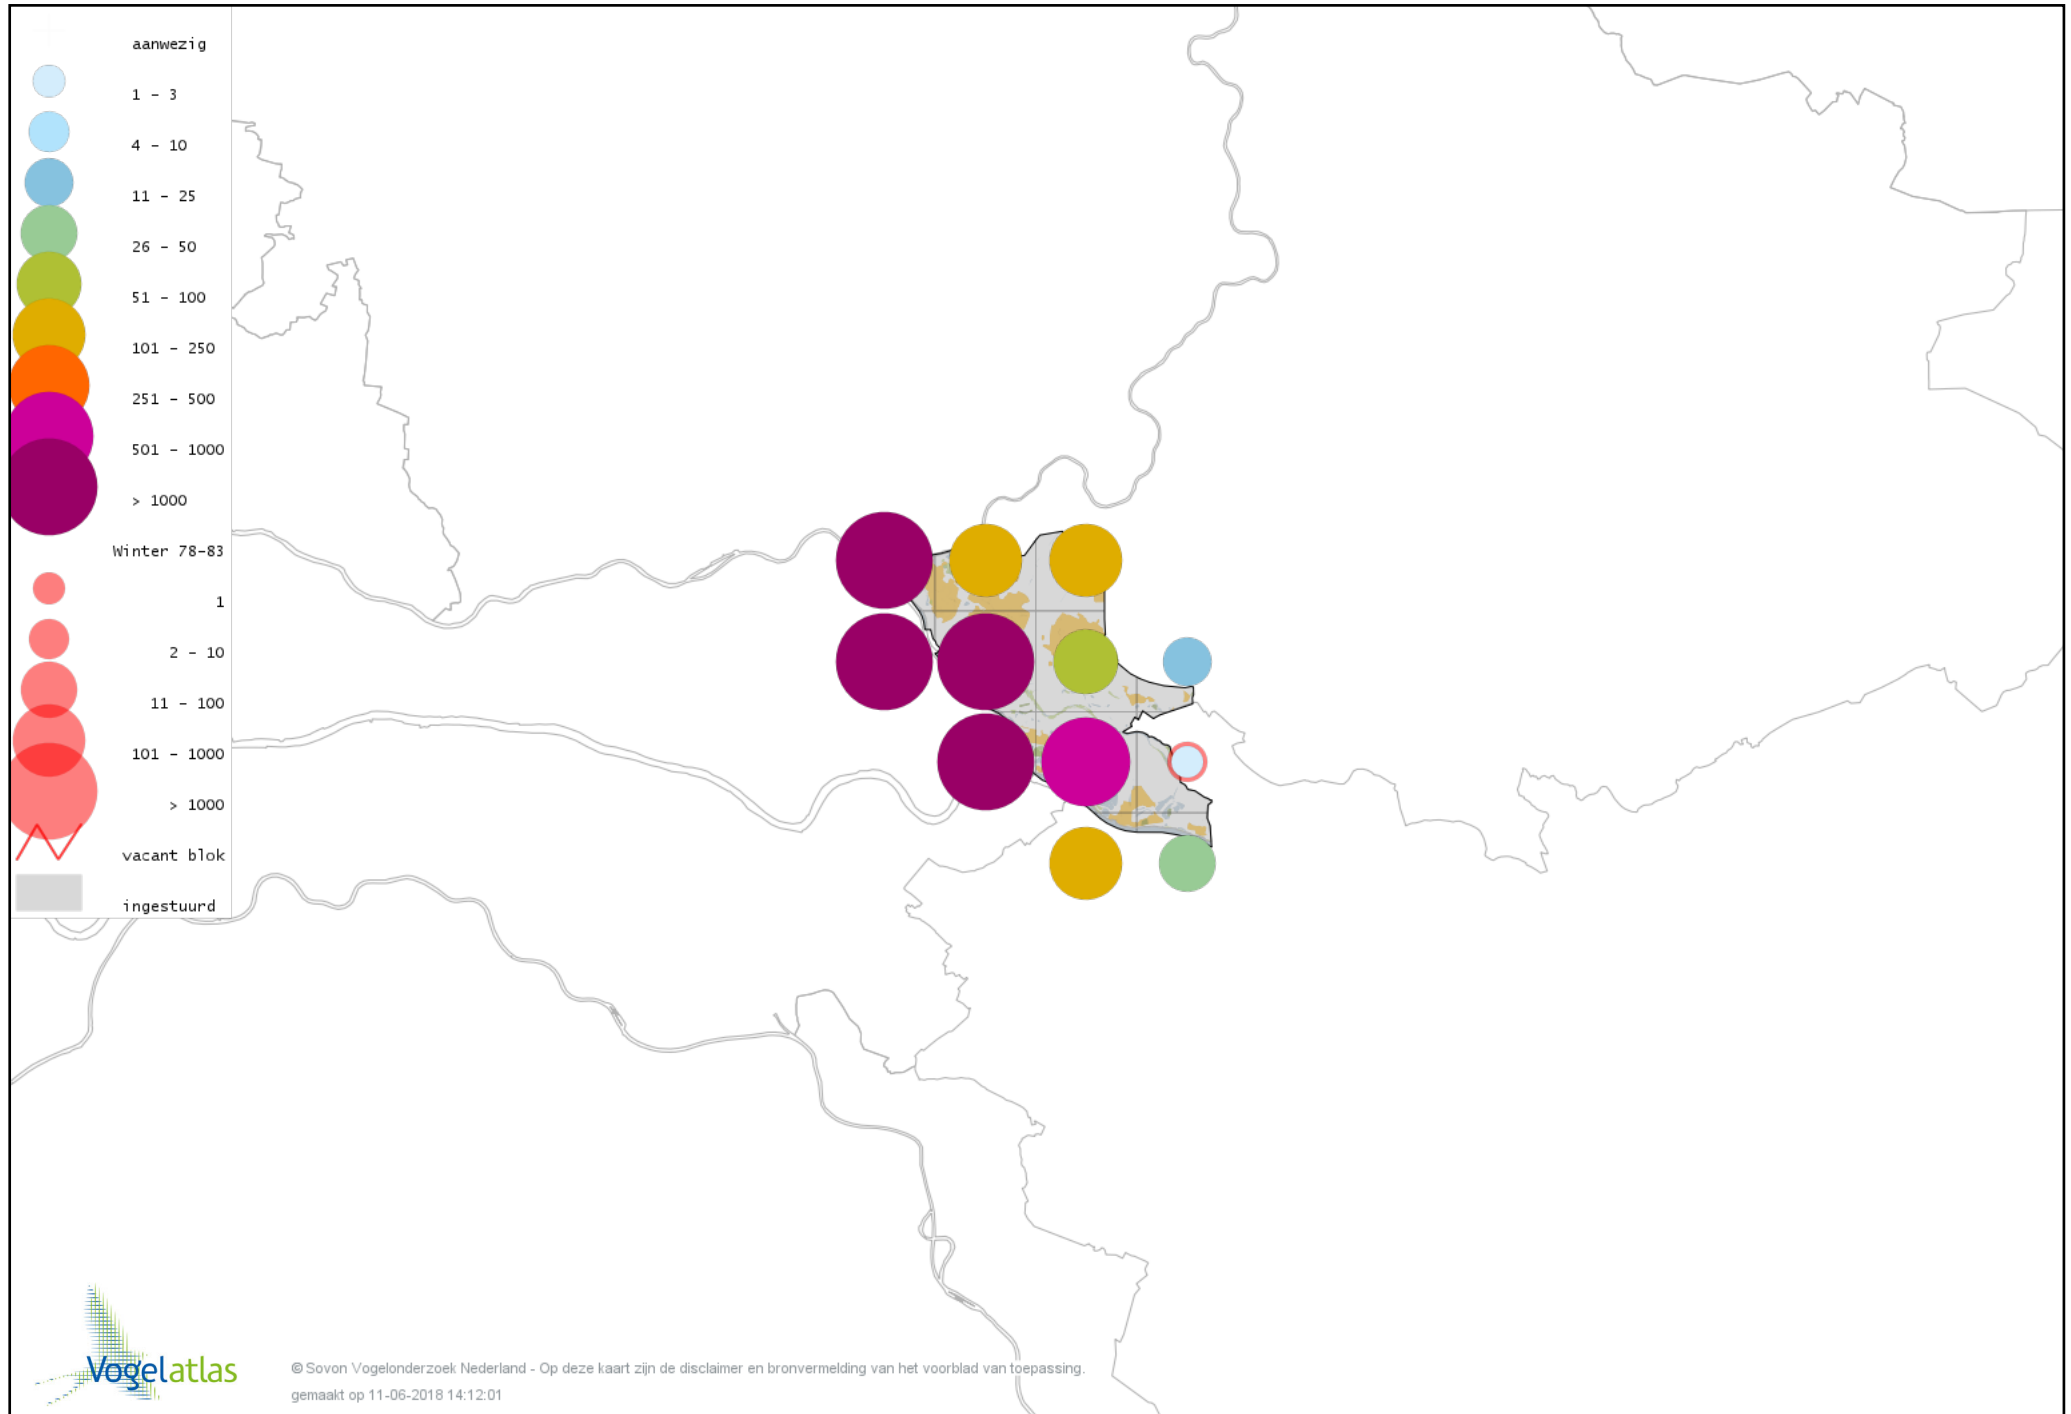 aanwezig
1 - 3
4 - 10
11 - 25
26 - 50
51 - 100
101 - 250
251 - 500
501 - 1000
> 1000
Winter 78-83
1
2 - 10
11 - 100
101 - 1000
> 1000
vacant blok
ingestuurd
Vogelatlas
© Sovon Vogelonderzoek Nederland - Op deze kaart zijn de disclaimer en bronvermelding van het voorblad van toepassing.
gemaakt op 11-06-2018 14:12:01